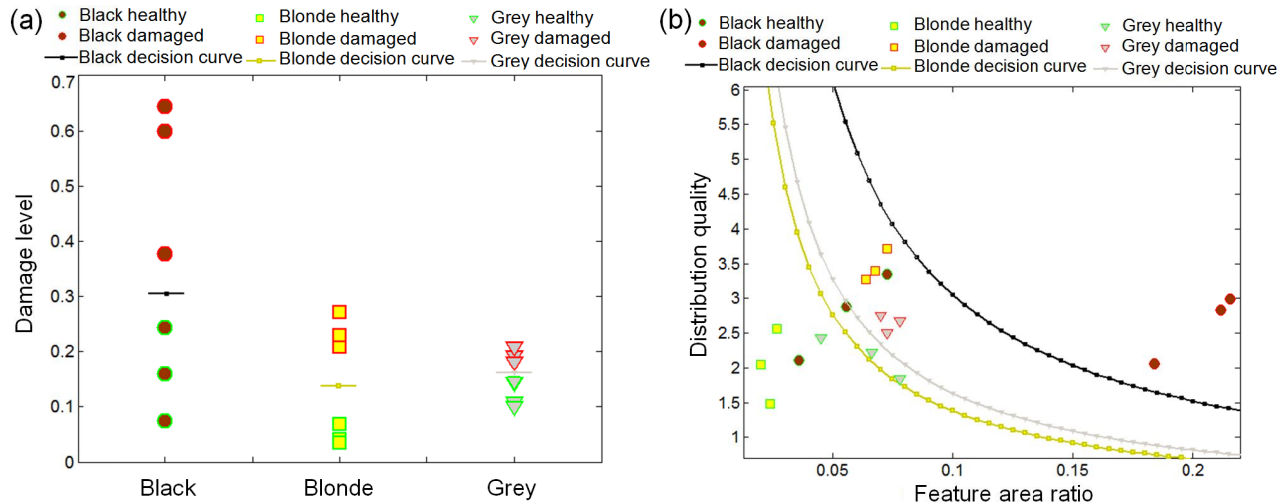 (a)
Black healthy Blonde healthy Grey healthy
Black damaged Blonde damaged Grey damaged
Black decision curve Blonde decision curve Grey decision curve
0.7
0.6
0.5
0.4
0.3
0.2
0.1
0
Damage level
Black Blonde Grey
(b)
Black healthy Blonde healthy Grey healthy
Black damaged Blonde damaged Grey damaged
Black decision curve Blonde decision curve Grey decision curve
6
5.5
5
4.5
4
3.5
3
2.5
2
1.5
1
Distribution quality
0.05 0.1 0.15 0.2
Feature area ratio